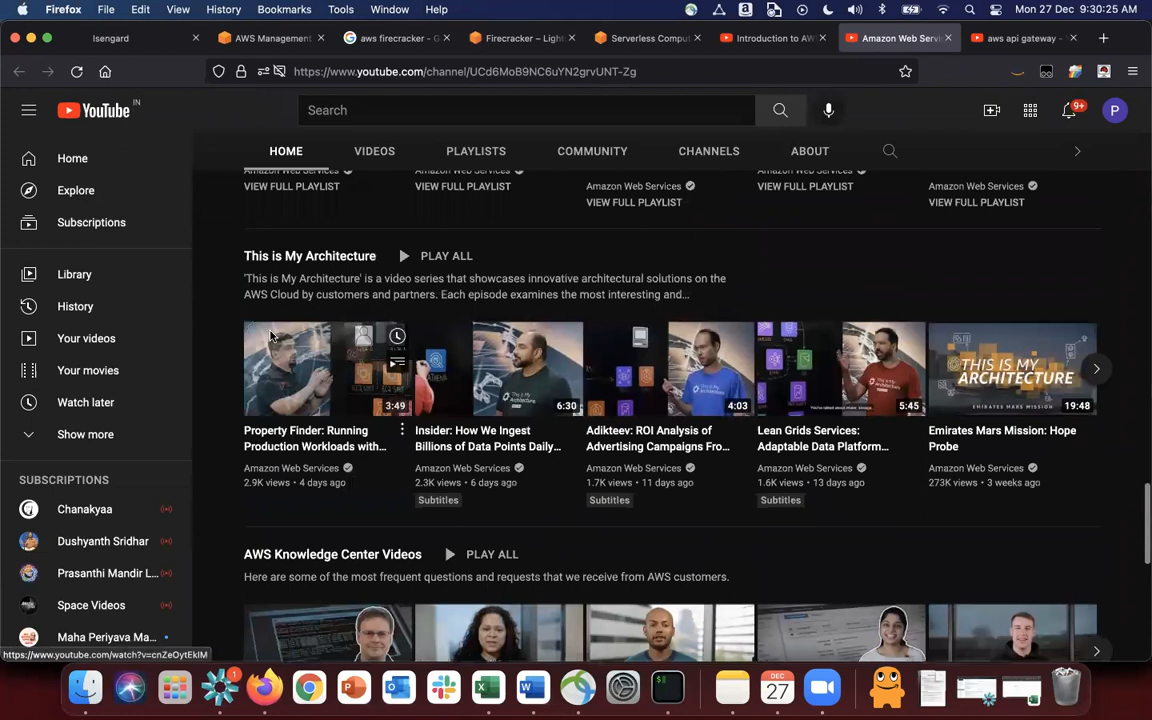 Firefox File Edit View History Bookmarks Tools Window Help Mon 27 Dec 9:30:25 AM
Isengard AWS Management aws firecracker - G Firecracker – Light Serverless Comput Introduction to AW Amazon Web Servi aws api gateway -
https://www.youtube.com/channel/UCd6MoB9NC6uYN2grvUNT-Zg
YouTube IN
Search
9+
P
HOME VIDEOS PLAYLISTS COMMUNITY CHANNELS ABOUT
Home
Explore
Subscriptions
Library
History
Your videos
Your movies
Watch later
Show more
SUBSCRIPTIONS
Chanakyaa
Dushyanth Sridhar
Prasanthi Mandir L...
Space Videos
Maha Periyava Ma...
https://www.youtube.com/watch?v=cnZeOytEkIM
Amazon Web Services Amazon Web Services Amazon Web Services Amazon Web Services Amazon Web Services
VIEW FULL PLAYLIST VIEW FULL PLAYLIST VIEW FULL PLAYLIST VIEW FULL PLAYLIST VIEW FULL PLAYLIST
This is My Architecture PLAY ALL
'This is My Architecture' is a video series that showcases innovative architectural solutions on the
AWS Cloud by customers and partners. Each episode examines the most interesting and...
3:49
6:30
4:03
5:45
THIS IS MY
ARCHITECTURE
EMIRATES MARS MISSION
19:48
Property Finder: Running
Production Workloads with...
Amazon Web Services
2.9K views • 4 days ago
Insider: How We Ingest
Billions of Data Points Daily...
Amazon Web Services
2.3K views • 6 days ago
Subtitles
Adikteev: ROI Analysis of
Advertising Campaigns Fro...
Amazon Web Services
1.7K views • 11 days ago
Subtitles
Lean Grids Services:
Adaptable Data Platform...
Amazon Web Services
1.6K views • 13 days ago
Subtitles
Emirates Mars Mission: Hope
Probe
Amazon Web Services
273K views • 3 weeks ago
AWS Knowledge Center Videos PLAY ALL
Here are some of the most frequent questions and requests that we receive from AWS customers.
1
DEC
27